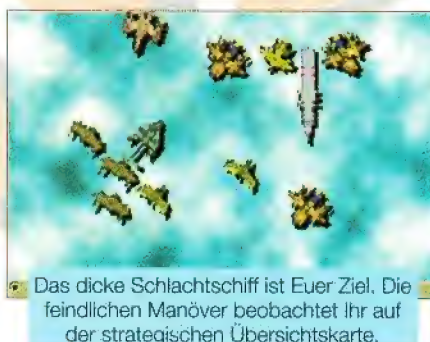 Das dicke Schlachtschiff ist Euer Ziel. Die
feindlichen Manöver beobachtet Ihr auf
der strategischen Übersichtskarte.